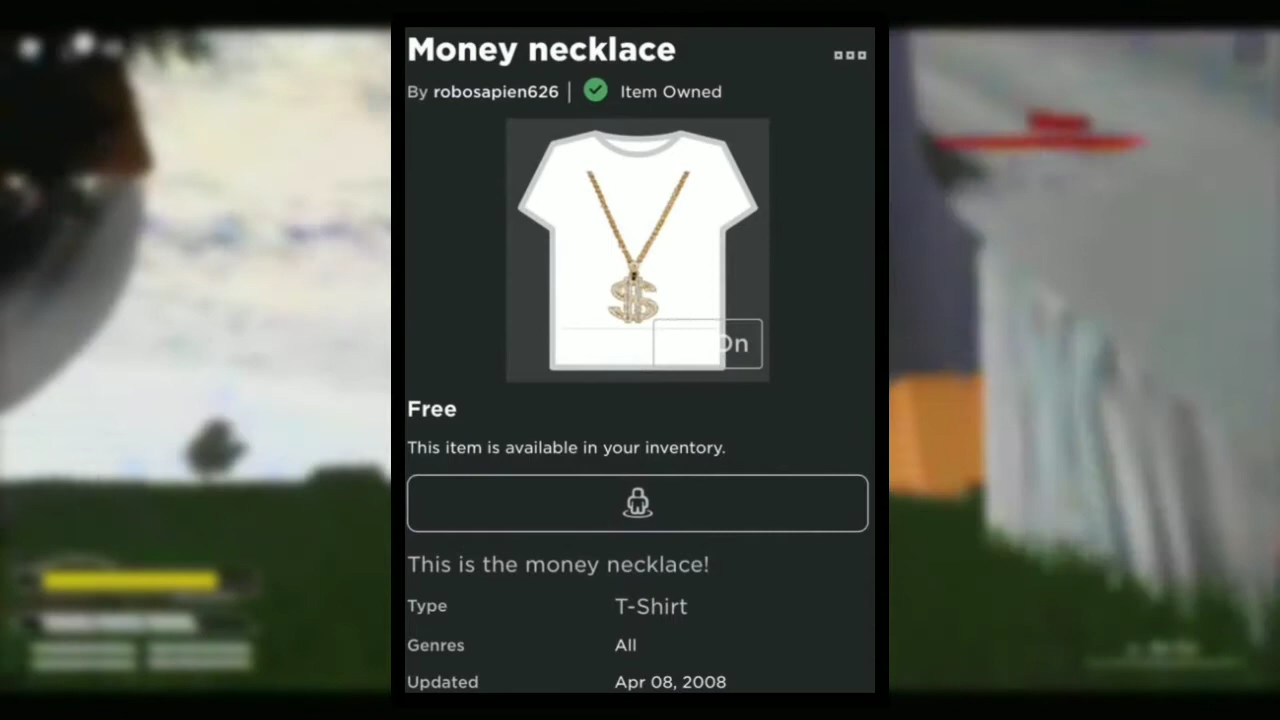 Money necklace
By robosapien626 | Item Owned
On
Free
This item is available in your inventory.
This is the money necklace!
Type T-Shirt
Genres All
Updated Apr 08, 2008